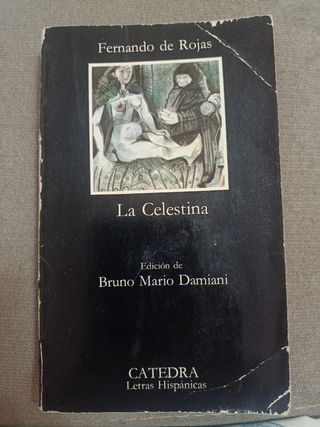 Fernando de Rojas
La Celestina
Edición de
Bruno Mario Damiani
CATEDRA
Letras Hispánicas